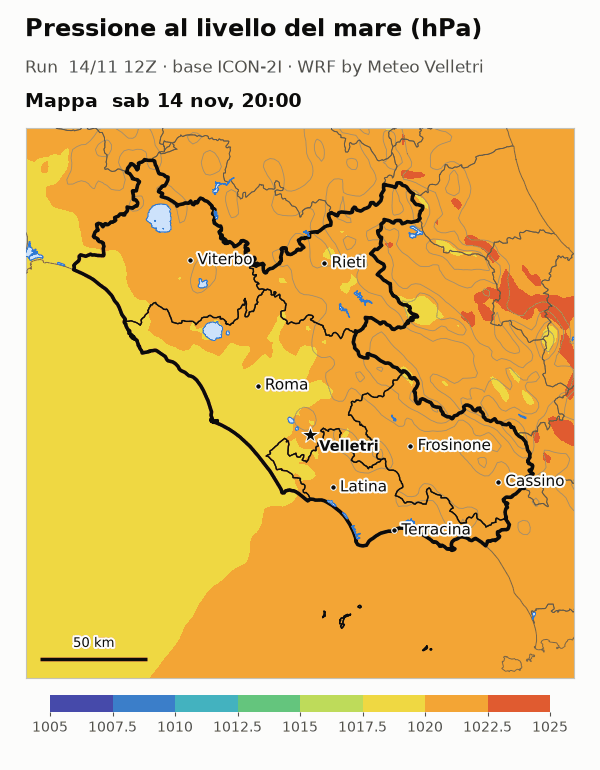 Pressione al livello del mare (hPa)
Run  14/11 12Z · base ICON-2I · WRF by Meteo Velletri
Mappa  sab 14 nov, 20:00
Viterbo
Rieti
Roma
Velletri
Frosinone
Latina
Cassino
Terracina
50 km
1005 1007.5 1010 1012.5 1015 1017.5 1020 1022.5 1025